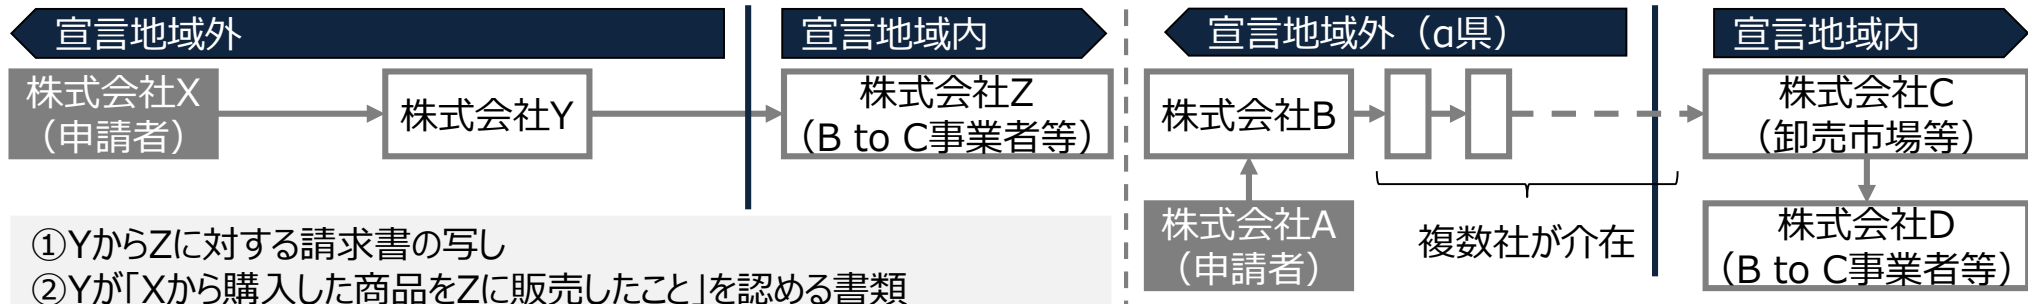 宣言地域外
宣言地域内
株式会社X
（申請者）
株式会社Y
株式会社Z
（B to C事業者等）
①YからZに対する請求書の写し
②Yが「Xから購入した商品をZに販売したこと」を認める書類
宣言地域外（α県）
宣言地域内
株式会社B
株式会社C
（卸売市場等）
株式会社A
（申請者）
複数社が介在
株式会社D
（B to C事業者等）